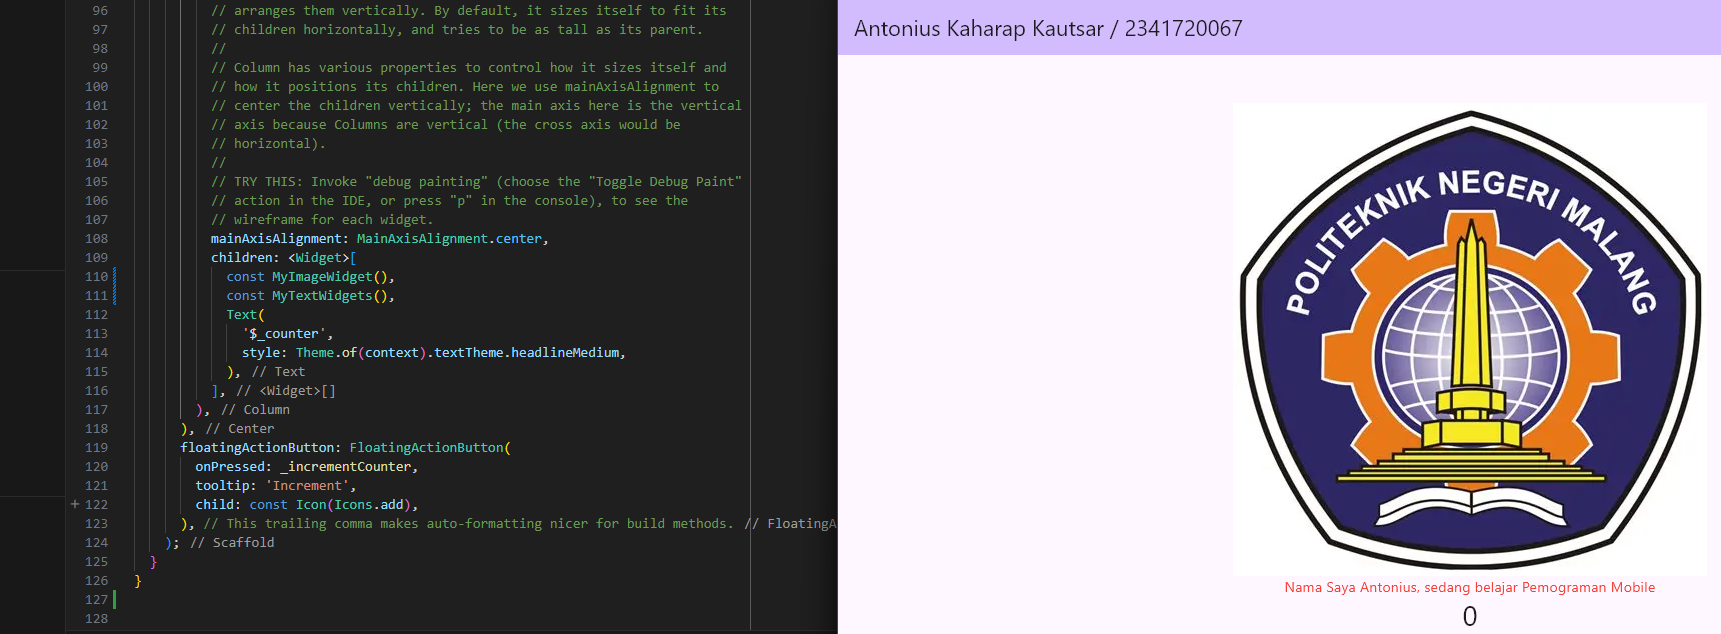 96 // arranges them vertically. By default, it sizes itself to fit its
97 // children horizontally, and tries to be as tall as its parent.
98 //
99 // Column has various properties to control how it sizes itself and
100 // how it positions its children. Here we use mainAxisAlignment to
101 // center the children vertically; the main axis here is the vertical
102 // axis because Columns are vertical (the cross axis would be
103 // horizontal).
104 //
105 // TRY THIS: Invoke "debug painting" (choose the "Toggle Debug Paint"
106 // action in the IDE, or press "p" in the console), to see the
107 // wireframe for each widget.
108 mainAxisAlignment: MainAxisAlignment.center,
109 children: <Widget>[
110 const MyImageWidget(),
111 const MyTextWidgets(),
112 Text(
113 '$_counter',
114 style: Theme.of(context).textTheme.headlineMedium,
115 ), // Text
116 ], // <Widget>[]
117 ), // Column
118 ), // Center
119 floatingActionButton: FloatingActionButton(
120 onPressed: _incrementCounter,
121 tooltip: 'Increment',
+ 122 child: const Icon(Icons.add),
123 ), // This trailing comma makes auto-formatting nicer for build methods. // FloatingA
124 ); // Scaffold
125 }
126 }
127
128
Antonius Kaharap Kautsar / 2341720067
POLITEKNIK NEGERI MALANG
Nama Saya Antonius, sedang belajar Pemograman Mobile
0